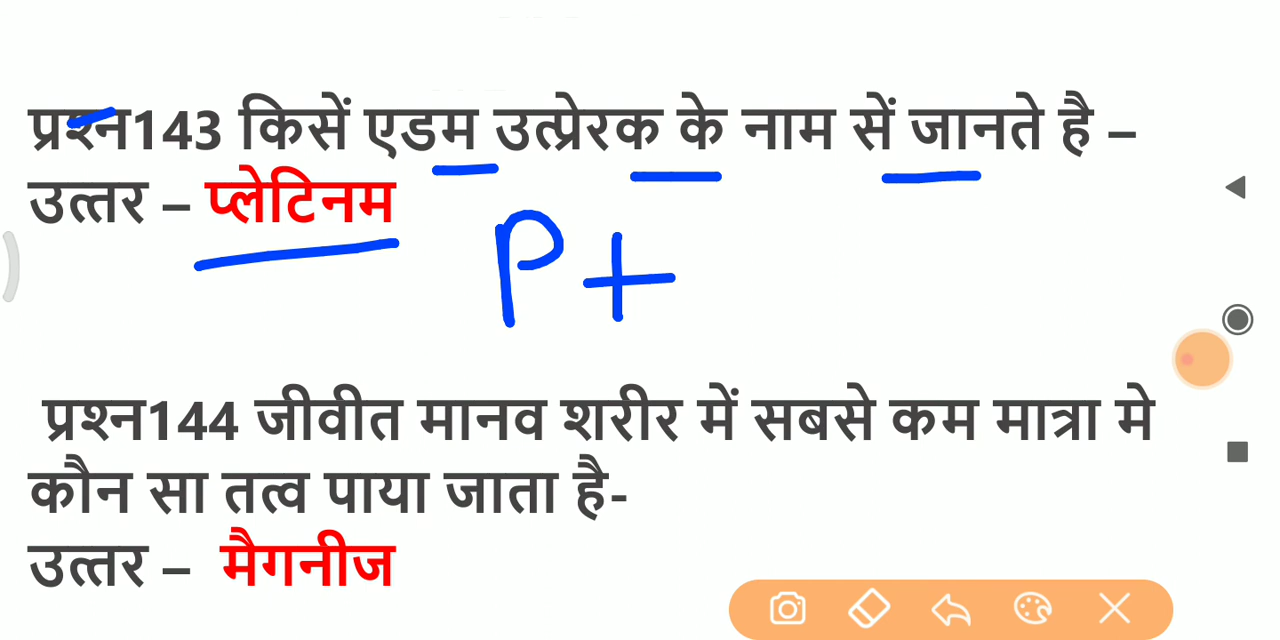 प्रश्न143 किसें एडम उत्प्रेरक के नाम सें जानते है –
उत्तर – प्लेटिनम
P+
प्रश्न144 जीवीत मानव शरीर में सबसे कम मात्रा मे
कौन सा तत्व पाया जाता है-
उत्तर – मैगनीज